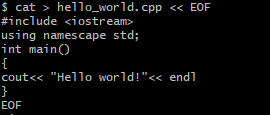 $ cat > hello_world.cpp << EOF
#include <iostream>
using namescape std;
int main()
{
cout<< "Hello world!"<< endl
}
EOF